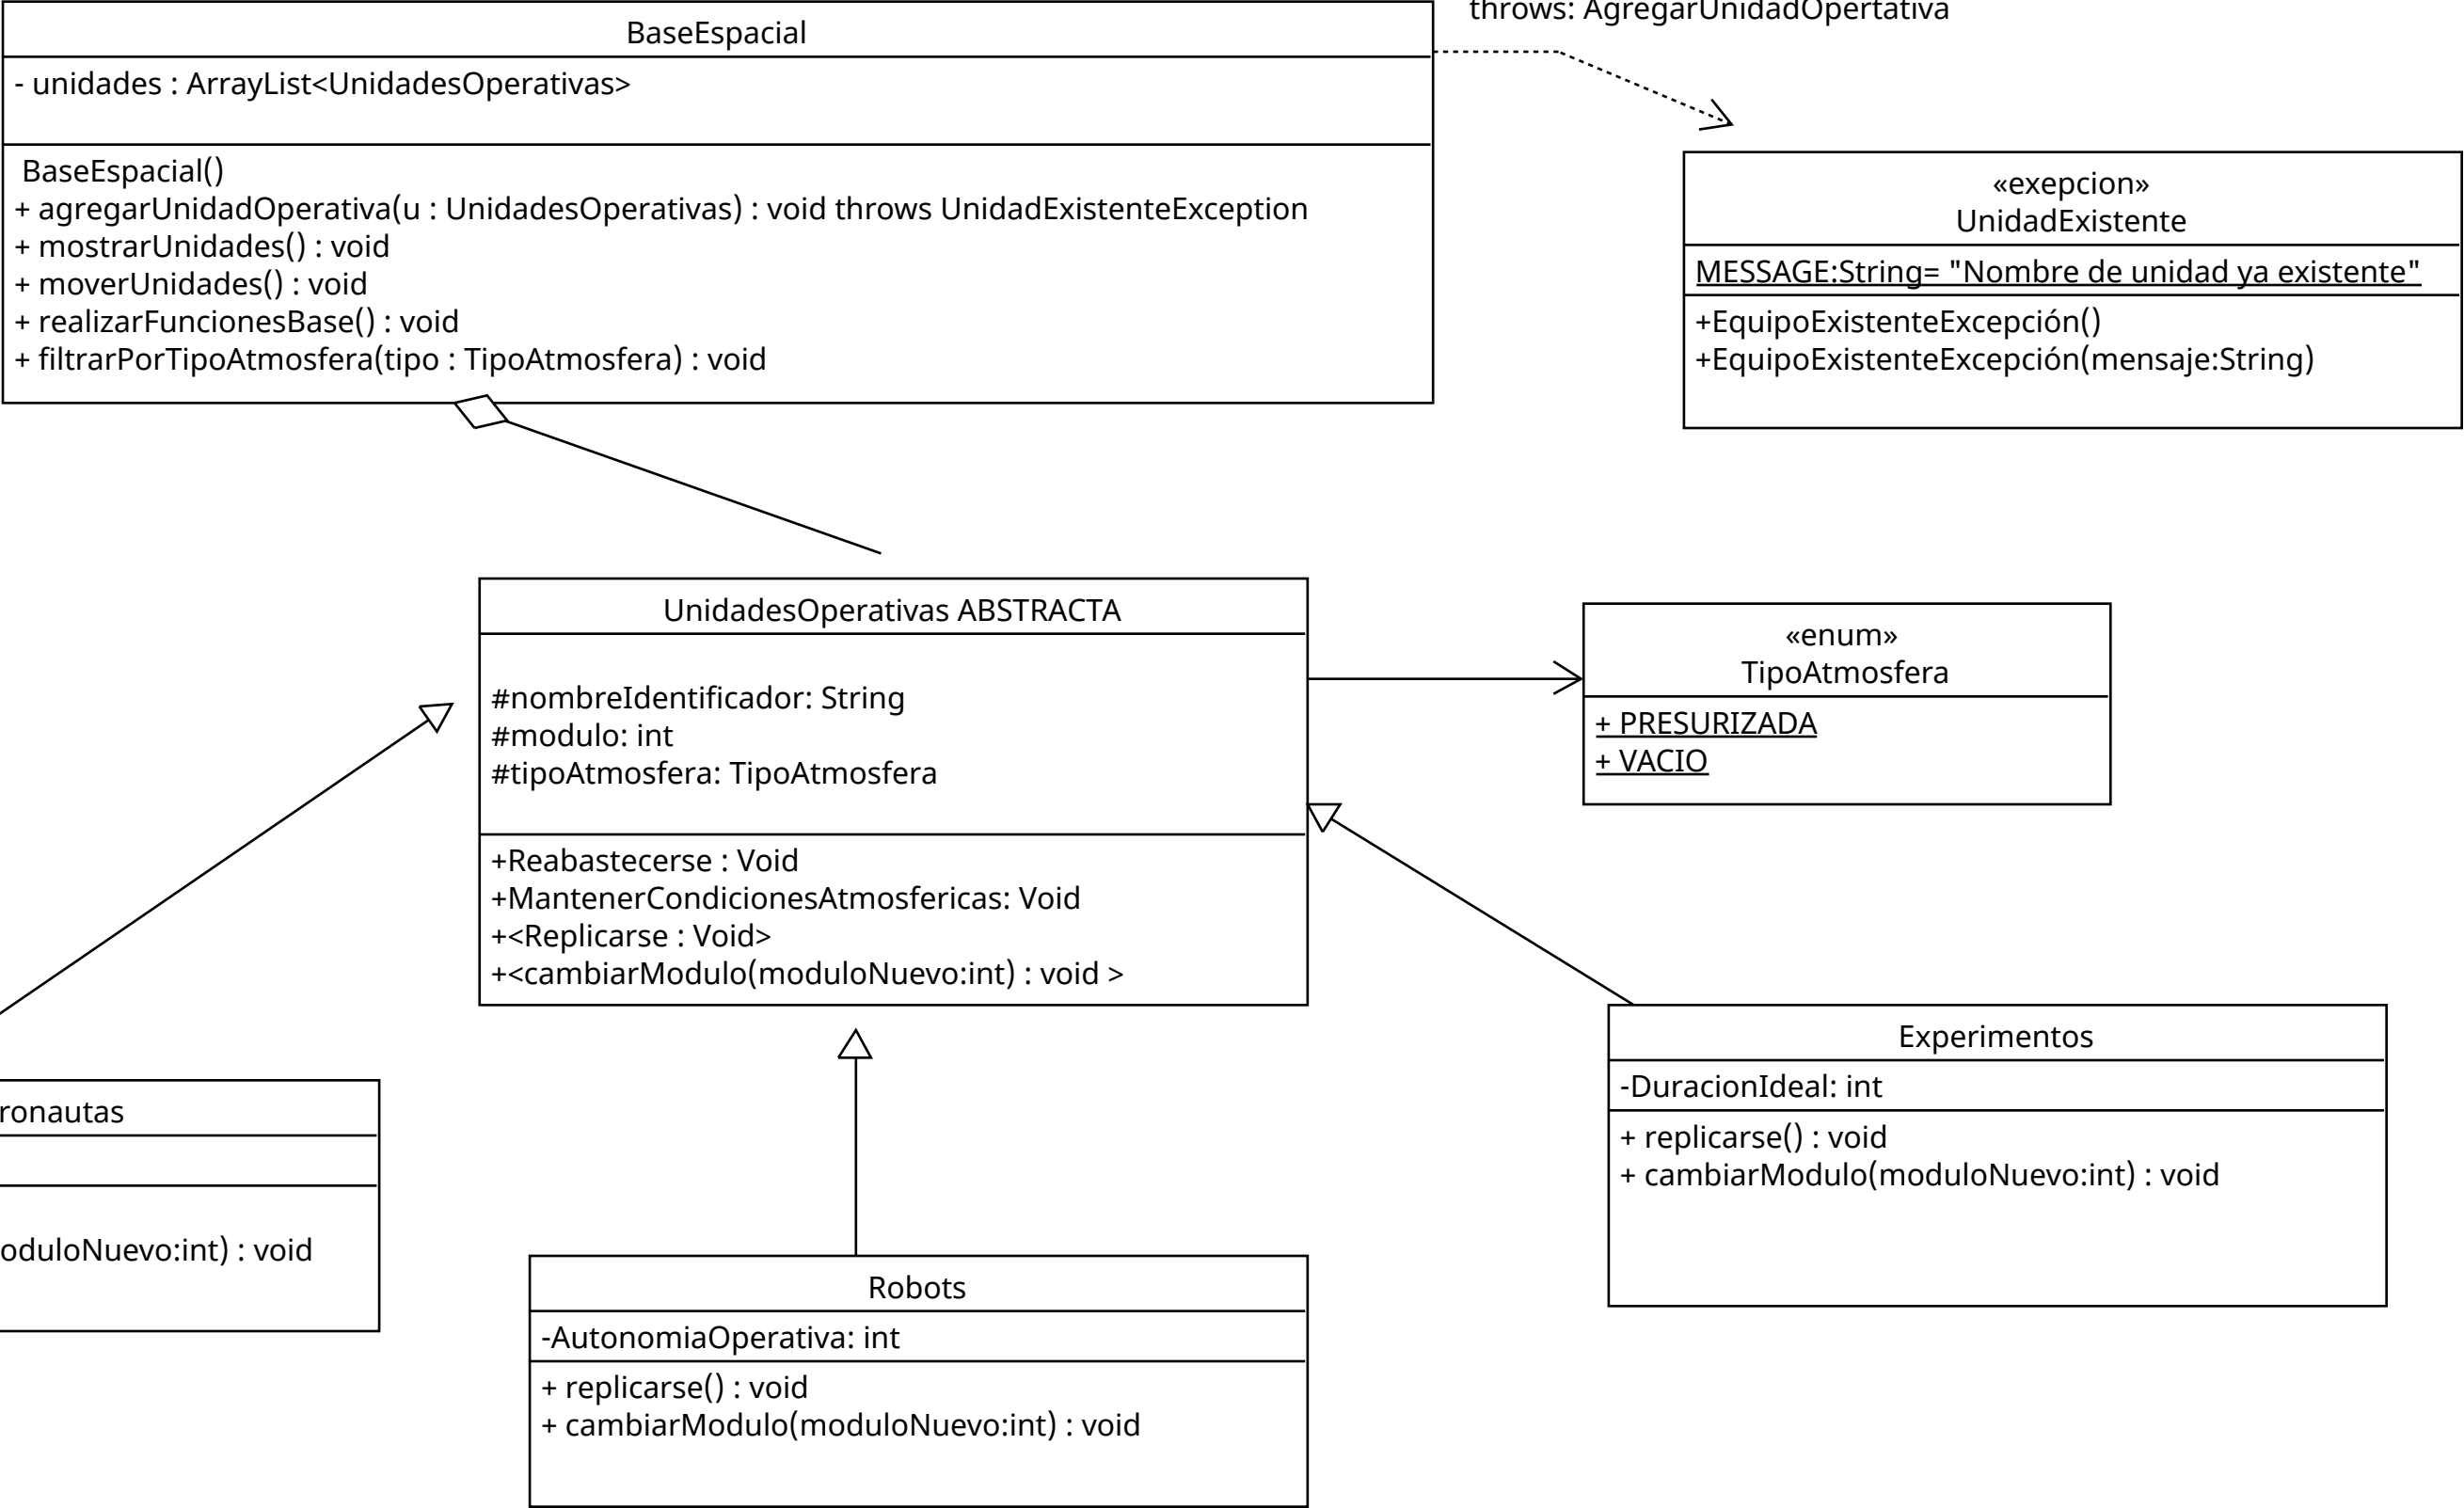 throws: AgregarUnidadOpertativa
BaseEspacial
- unidades : ArrayList<UnidadesOperativas>
BaseEspacial()
+ agregarUnidadOperativa(u : UnidadesOperativas) : void throws UnidadExistenteException
+ mostrarUnidades() : void
+ moverUnidades() : void
+ realizarFuncionesBase() : void
+ filtrarPorTipoAtmosfera(tipo : TipoAtmosfera) : void
«exepcion»
UnidadExistente
MESSAGE:String= "Nombre de unidad ya existente"
+EquipoExistenteExcepción()
+EquipoExistenteExcepción(mensaje:String)
UnidadesOperativas ABSTRACTA
#nombreIdentificador: String
#modulo: int
#tipoAtmosfera: TipoAtmosfera
+Reabastecerse : Void
+MantenerCondicionesAtmosfericas: Void
+<Replicarse : Void>
+<cambiarModulo(moduloNuevo:int) : void >
«enum»
TipoAtmosfera
+ PRESURIZADA
+ VACIO
ronautas
oduloNuevo:int) : void
Robots
-AutonomiaOperativa: int
+ replicarse() : void
+ cambiarModulo(moduloNuevo:int) : void
Experimentos
-DuracionIdeal: int
+ replicarse() : void
+ cambiarModulo(moduloNuevo:int) : void